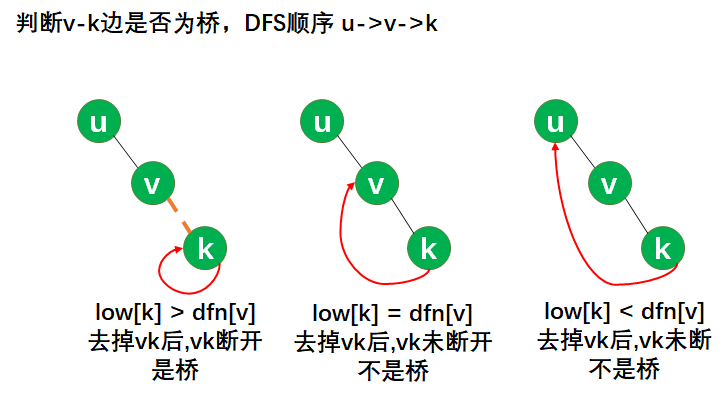 判断v-k边是否为桥，DFS顺序 u->v->k
u
v
k
low[k] > dfn[v]
去掉vk后,vk断开
是桥
u
v
k
low[k] = dfn[v]
去掉vk后,vk未断开
不是桥
u
v
k
low[k] < dfn[v]
去掉vk后,vk未断
不是桥